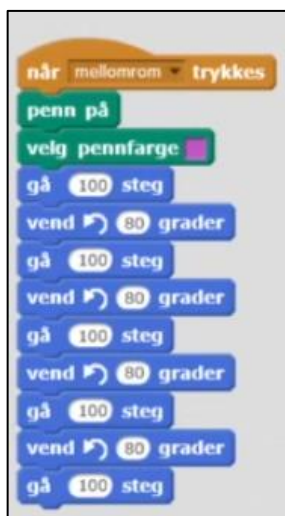 når mellomrom trykkes
penn på
velg pennfarge
gå 100 steg
vend 80 grader
gå 100 steg
vend 80 grader
gå 100 steg
vend 80 grader
gå 100 steg
vend 80 grader
gå 100 steg